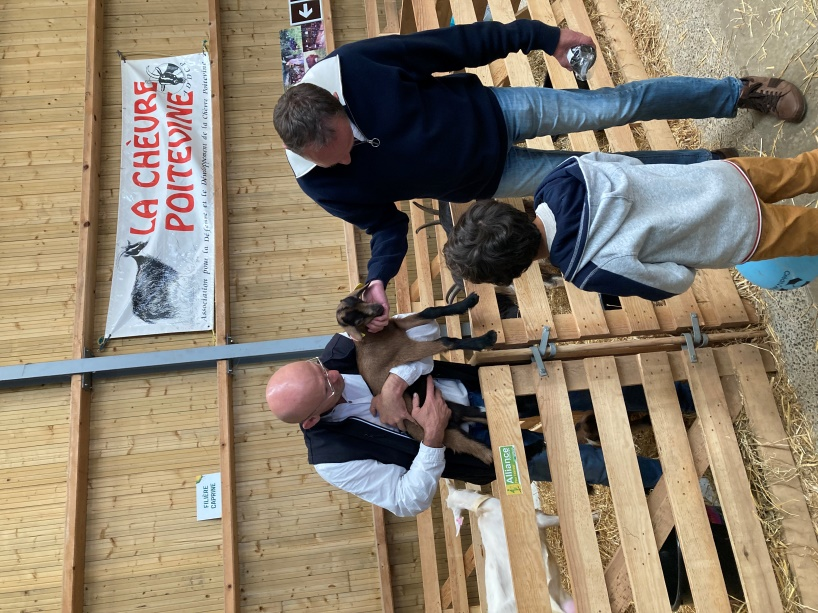 LA CHÈVRE
POITEVINE
Association pour la Défense et le Développement de la Chèvre Poitevine
FILIÈRE
CAPRINE
Alliance